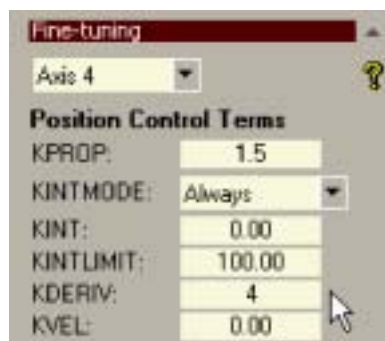 Fine-tuning
Axis 4
Position Control Terms
KPROP: 1.5
KINTMODE: Always
KINT: 0.00
KINTLIMIT: 100.00
KDERIV: 4
KVEL: 0.00